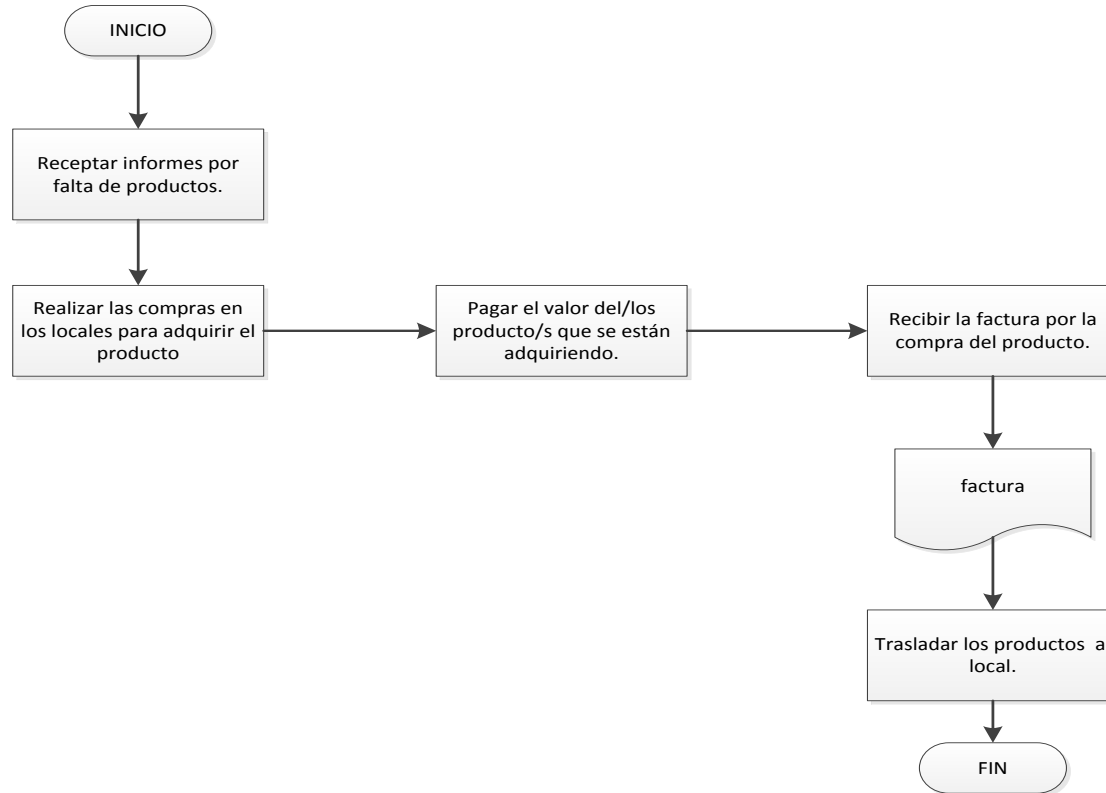 INICIO
Receptar informes por
falta de productos.
Realizar las compras en
los locales para adquirir el
producto
Pagar el valor del/los
producto/s que se están
adquiriendo.
Recibir la factura por la
compra del producto.
factura
Trasladar los productos a
local.
FIN